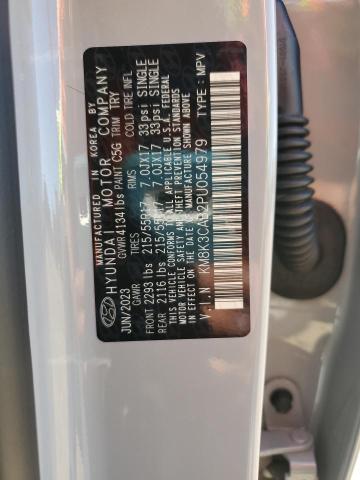 MANUFACTURED IN KOREA BY
HYUNDAI MOTOR COMPANY
JUN/2023 GVWR 4134lbs PAINT C5G TRIM TRY
GAWR TIRES RIMS COLD TIRE INFL
FRONT 2293 lbs 215/55R17 7.0JX17 33psi SINGLE
REAR 2116 lbs 215/55R17 7.0JX17 33psi SINGLE
THIS VEHICLE CONFORMS TO ALL APPLICABLE U.S.A. FEDERAL
MOTOR VEHICLE SAFETY AND THEFT PREVENTION STANDARDS
IN EFFECT ON THE DATE OF MANUFACTURE SHOWN ABOVE
V.I.N KM8K3CAB2PU054979 TYPE: MPV